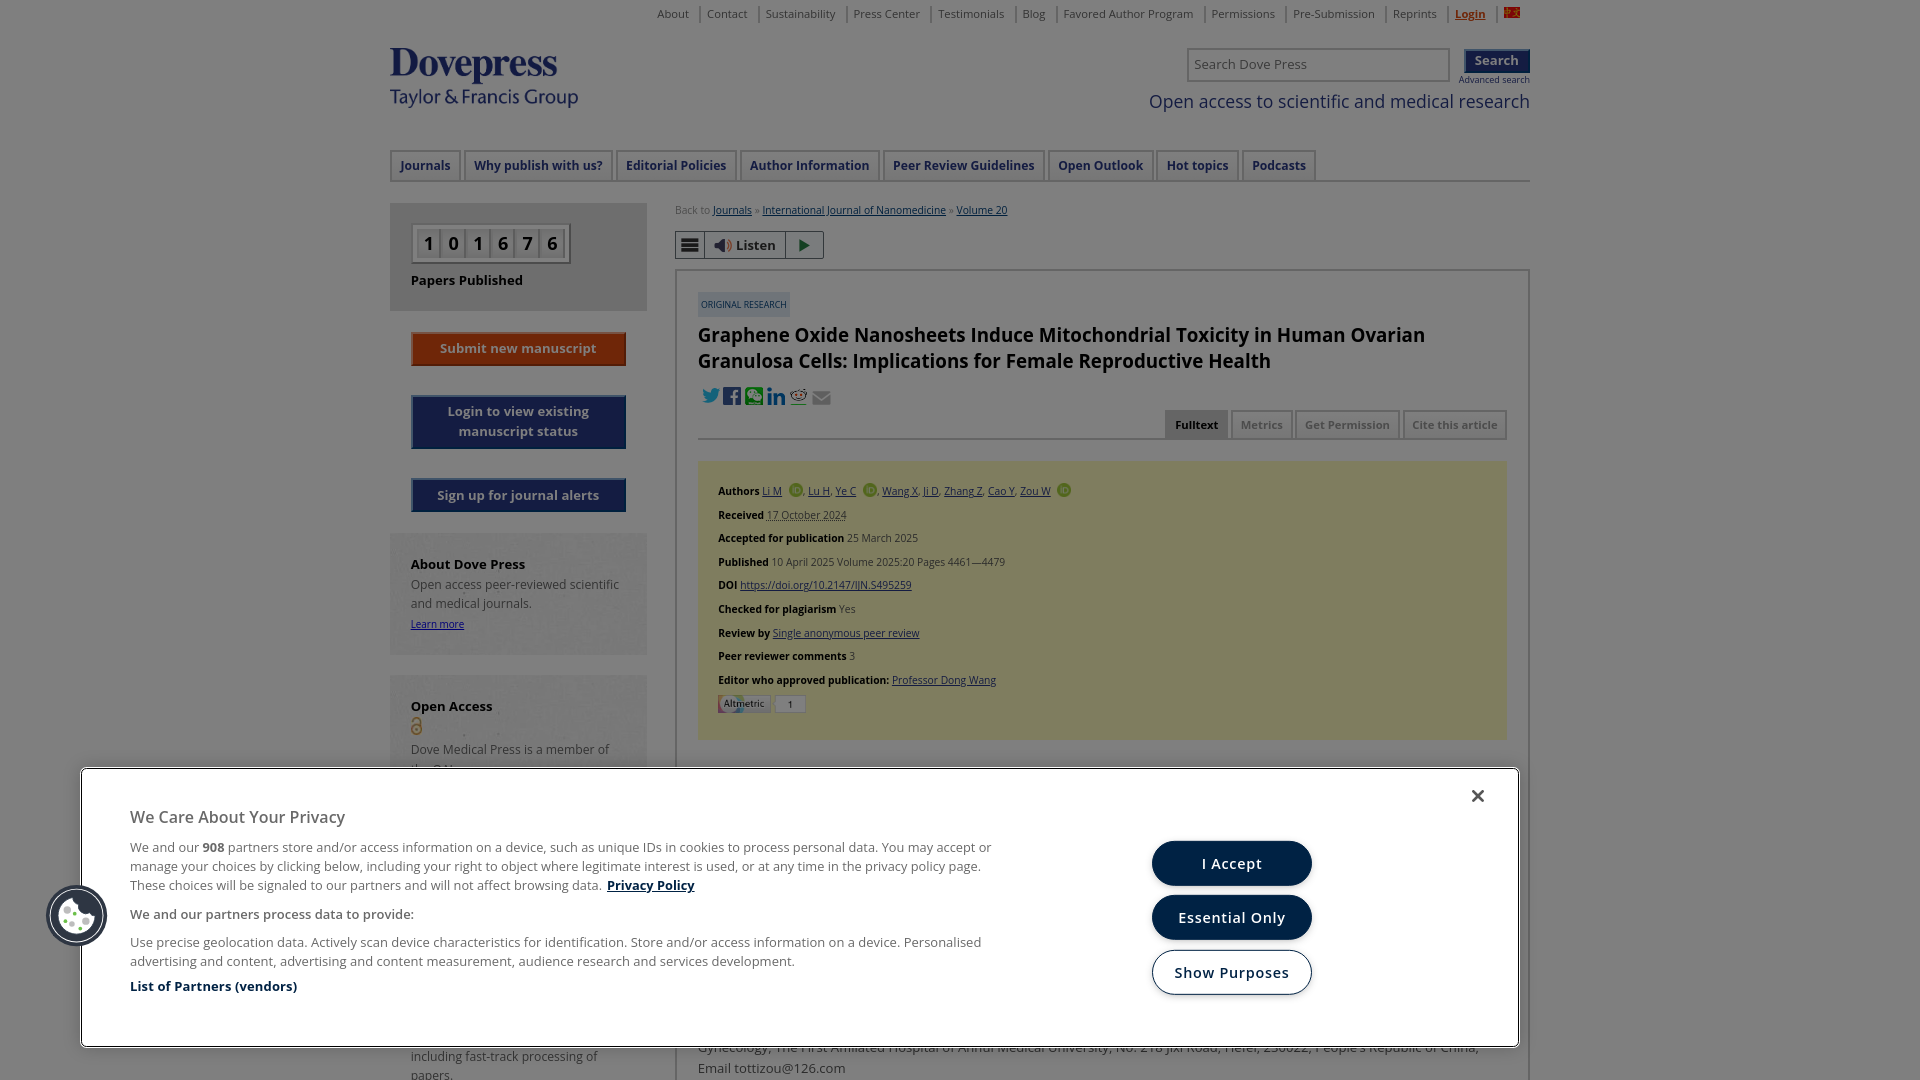 About
Contact
Sustainability
Press Center
Testimonials
Blog
Favored Author Program
Permissions
Pre-Submission
Reprints
Login
Dovepress
Taylor & Francis Group
Search Dove Press
Search
Advanced search
Open access to scientific and medical research
Journals
Why publish with us?
Editorial Policies
Author Information
Peer Review Guidelines
Open Outlook
Hot topics
Podcasts
101676
Papers Published
Submit new manuscript
Login to view existing
manuscript status
Sign up for journal alerts
About Dove Press
Open access peer-reviewed scientific
and medical journals.
Learn more
Open Access
Dove Medical Press is a member of
including fast-track processing of
papers.
Back to Journals » International Journal of Nanomedicine » Volume 20
Listen
ORIGINAL RESEARCH
Graphene Oxide Nanosheets Induce Mitochondrial Toxicity in Human Ovarian
Granulosa Cells: Implications for Female Reproductive Health
Fulltext
Metrics
Get Permission
Cite this article
Authors Li M iD, Lu H, Ye C iD, Wang X, Ji D, Zhang Z, Cao Y, Zou W iD
Received 17 October 2024
Accepted for publication 25 March 2025
Published 10 April 2025 Volume 2025:20 Pages 4461—4479
DOI https://doi.org/10.2147/IJN.S495259
Checked for plagiarism Yes
Review by Single anonymous peer review
Peer reviewer comments 3
Editor who approved publication: Professor Dong Wang
Altmetric 1
We Care About Your Privacy
We and our 908 partners store and/or access information on a device, such as unique IDs in cookies to process personal data. You may accept or
manage your choices by clicking below, including your right to object where legitimate interest is used, or at any time in the privacy policy page.
These choices will be signaled to our partners and will not affect browsing data. Privacy Policy
We and our partners process data to provide:
Use precise geolocation data. Actively scan device characteristics for identification. Store and/or access information on a device. Personalised
advertising and content, advertising and content measurement, audience research and services development.
List of Partners (vendors)
I Accept
Essential Only
Show Purposes
Gynecology, The First Affiliated Hospital of Anhui Medical University, No. 218 Jixi Road, Hefei, 230022, People's Republic of China,
Email tottizou@126.com